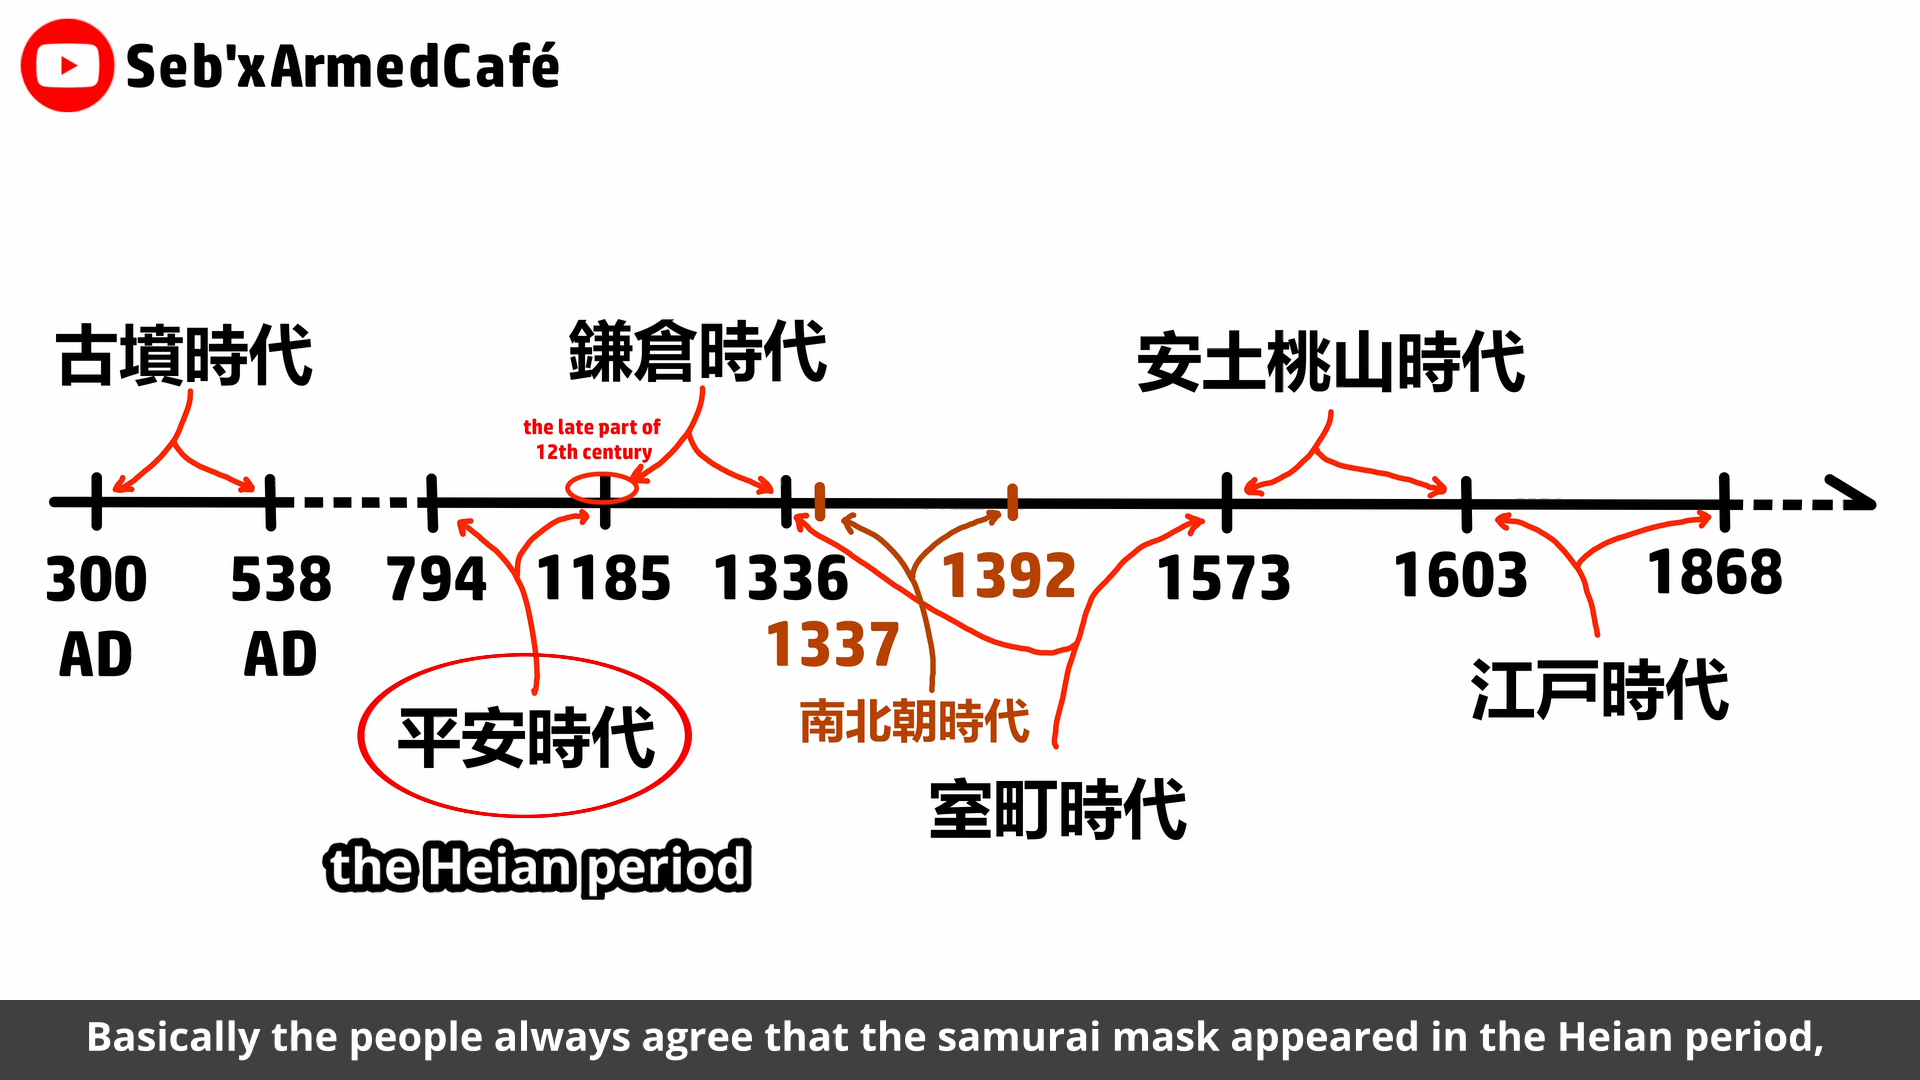 Seb'xArmedCafé
古墳時代
鎌倉時代
安土桃山時代
the late part of
12th century
300
AD
538
AD
794
1185
1336
1337
1392
1573
1603
1868
平安時代
南北朝時代
室町時代
江戸時代
the Heian period
Basically the people always agree that the samurai mask appeared in the Heian period,